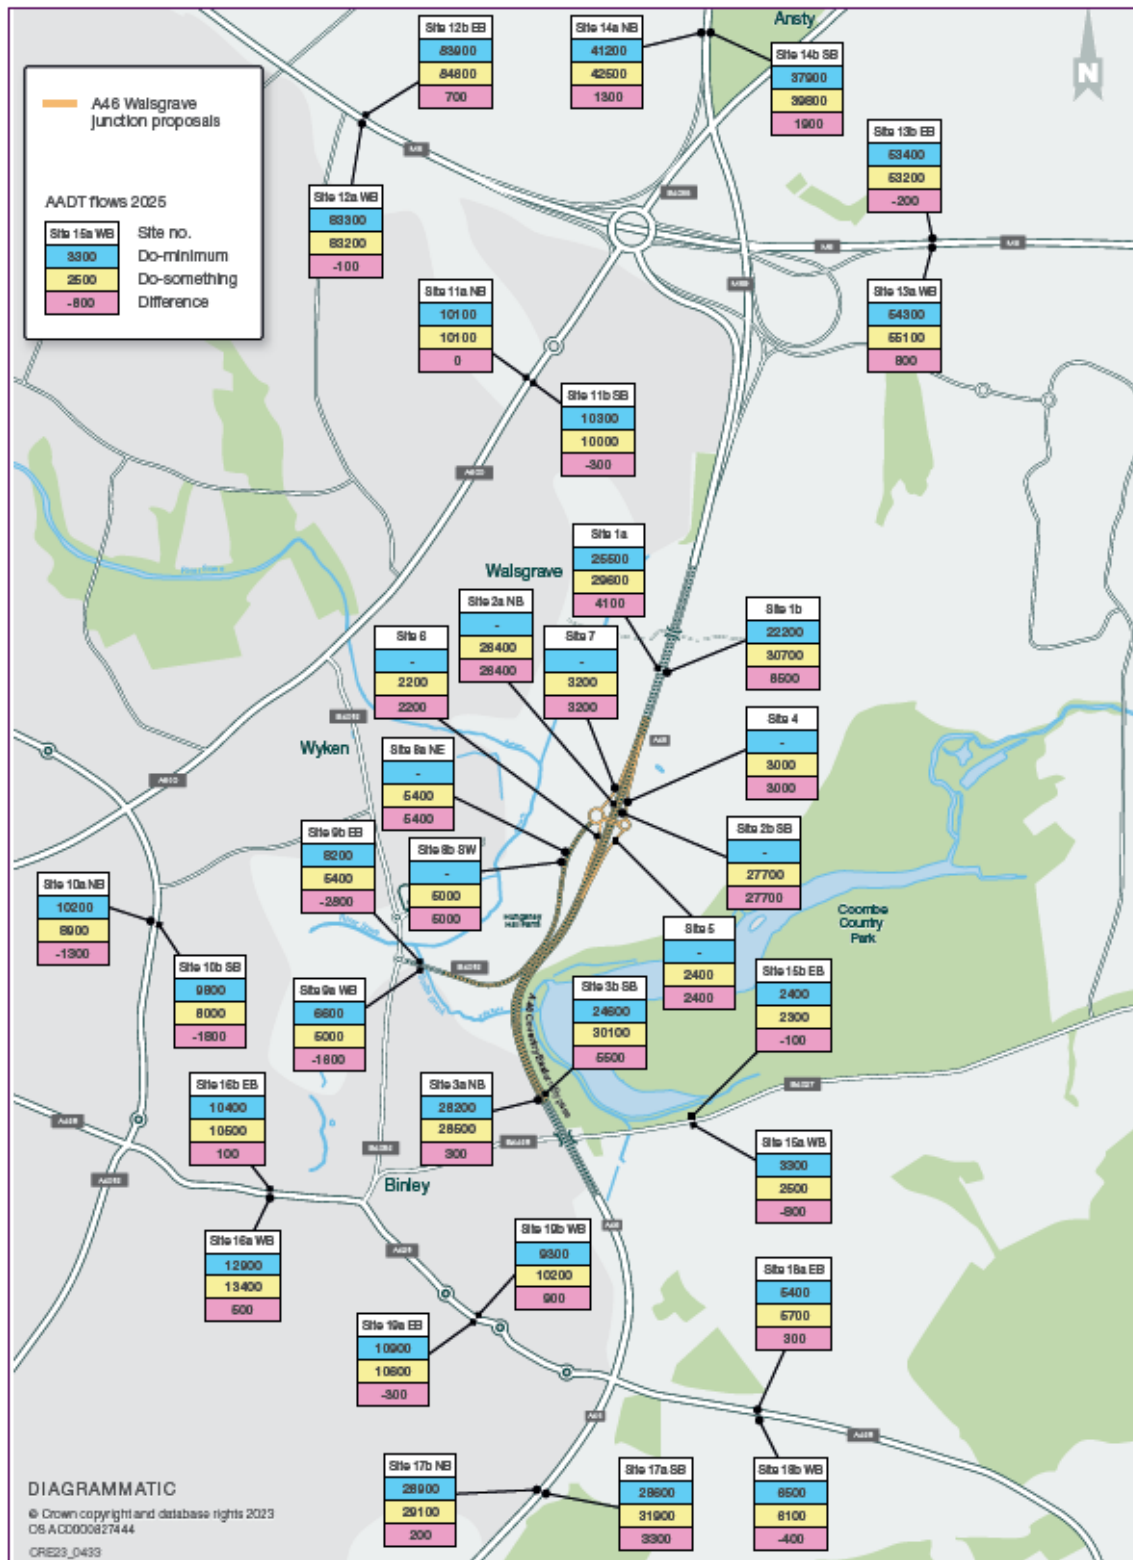 Site 12b EB
83900
84600
700
Site 14a NB
41200
42500
1300
Ansty
Site 14b SB
37900
39800
1900
N
A46 Walsgrave
junction proposals
AADT flows 2025
Site 15a WB
Site no.
3300
Do-minimum
2500
Do-something
-800
Difference
Site 13b EB
53400
53200
-200
M6
Site 12a WB
83300
83200
-100
M6
M6
Site 11a NB
10100
10100
0
M69
Site 13a WB
54300
55100
800
Site 11b SB
10300
10000
-300
A600
Site 1a
25500
29600
4100
Walsgrave
Site 2a NB
-
26400
26400
Site 1b
22200
30700
8500
Site 6
-
2200
2200
Site 7
-
3200
3200
Wyken
A46
Site 4
-
3000
3000
Site 8a NE
-
5400
5400
Site 9b EB
8200
5400
-2800
Site 8b SW
-
5000
5000
Site 2b SB
-
27700
27700
Site 10a NB
10200
8900
-1300
Coombe
Country
Park
Site 5
-
2400
2400
Site 10b SB
9800
8000
-1800
Site 9a WB
6600
5000
-1600
Site 3b SB
24600
30100
5500
Site 15b EB
2400
2300
-100
Site 16b EB
10400
10500
100
Site 3a NB
28200
28500
300
B4027
Site 15a WB
3300
2500
-800
Binley
Site 16a WB
12900
13400
500
Site 19b WB
9300
10200
900
A46
Site 18a EB
5400
5700
300
Site 19a EB
10900
10600
-300
A46
Site 17b NB
28900
29100
200
Site 17a SB
28600
31900
3300
Site 18b WB
6500
6100
-400
DIAGRAMMATIC
© Crown copyright and database rights 2023
OS AC0000827444
CRE23_0433